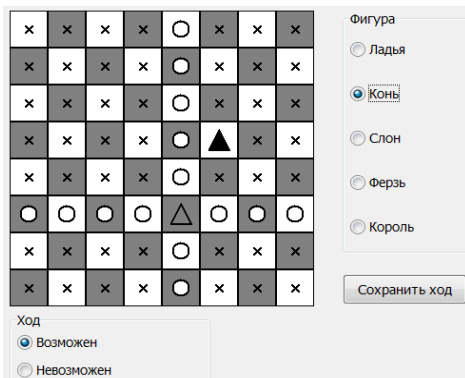 Фигура
Ладья
Конь
Слон
Ферзь
Король
Сохранить ход
Ход
Возможен
Невозможен